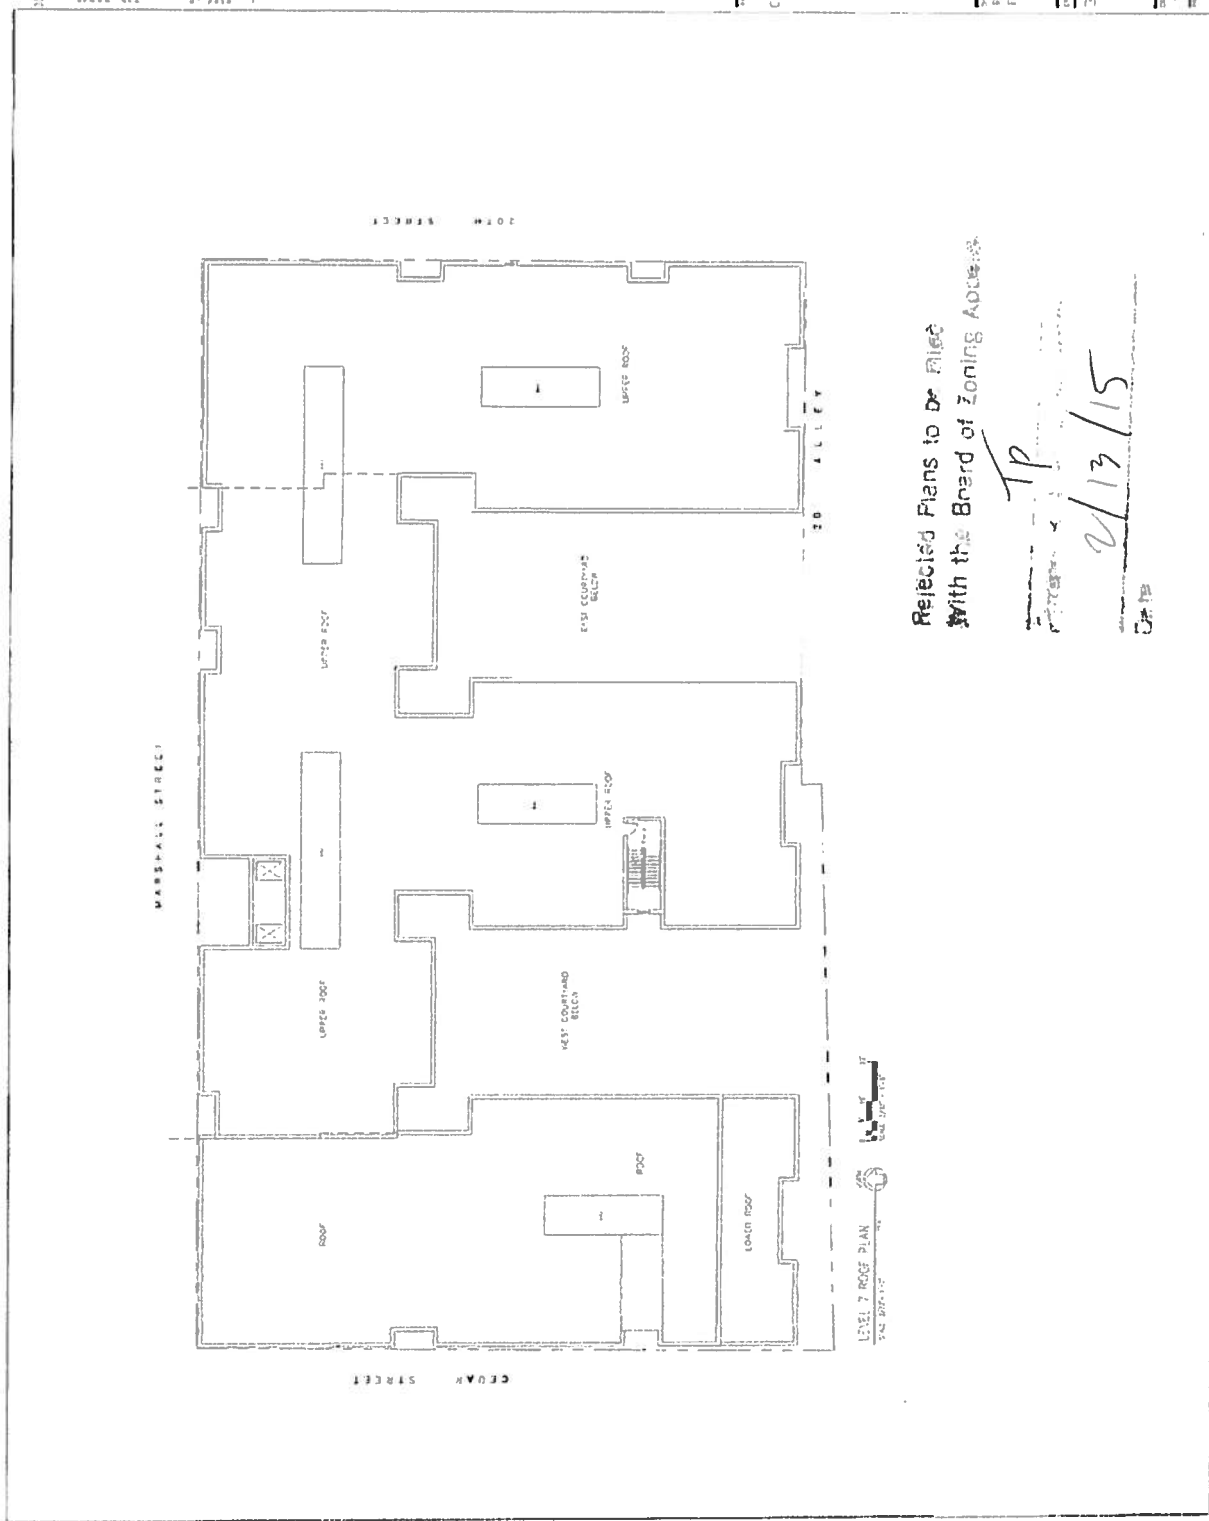 MARSHALL STREET
20TH STREET
UPPER ROOF
UPPER ROOF
UPPER ROOF
UPPER ROOF
ROOF
ROOF
LOWER ROOF
EAST COURTYARD
BELOW
WEST COURTYARD
BELOW
20' ALLEY
CEDAR STREET
LEVEL 7 ROOF PLAN
Rejected Plans to be Filed
With the Board of Zoning Appeals
TP
2/13/15
Date